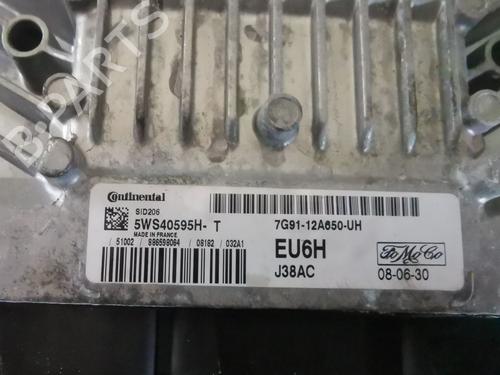 B-PARTS
Continental
SID206
5WS40595H- T
MADE IN FRANCE
51002 / 986598064 / 08182 / 032A1
7G91-12A650-UH
EU6H
J38AC
FoMoCo
08-06-30